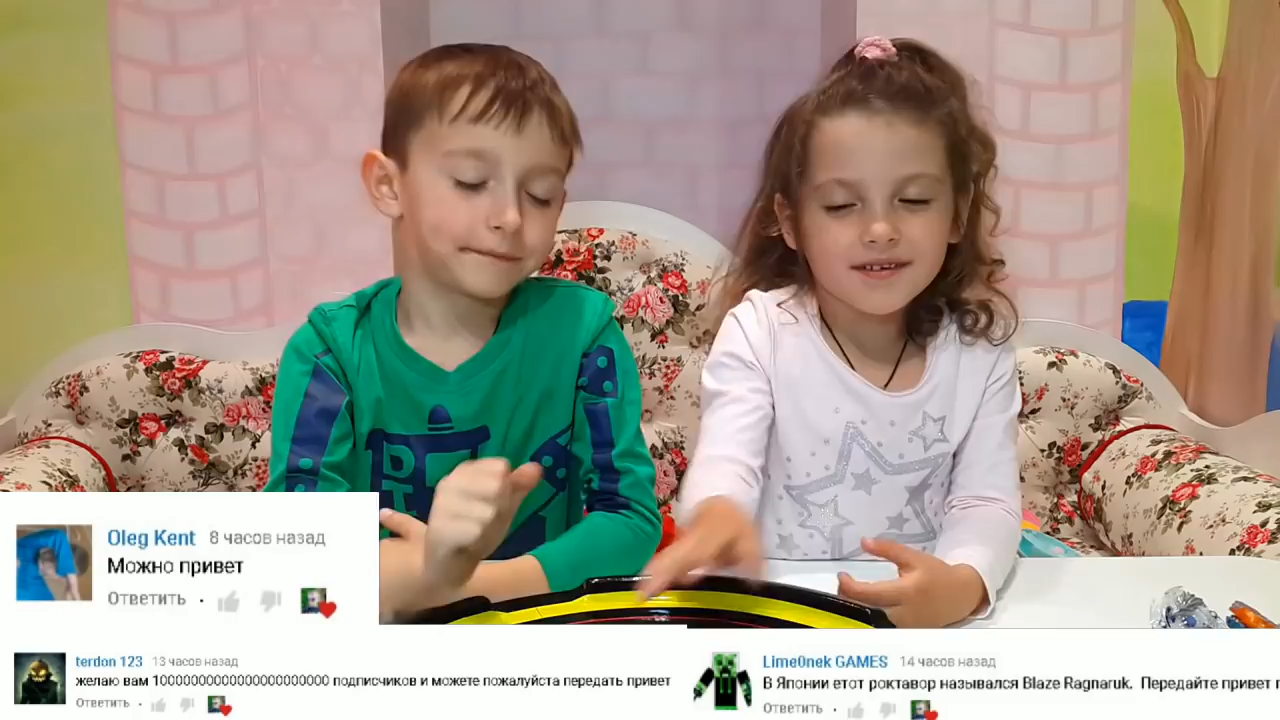 Oleg Kent 8 часов назад
Можно привет
Ответить
terdon 123 13 часов назад
желаю вам 10000000000000000000000 подписчиков и можете пожалуйста передать привет
Ответить
Lime0nek GAMES 14 часов назад
В Японии етот роктавор назывался Blaze Ragnaruk. Передайте привет
Ответить